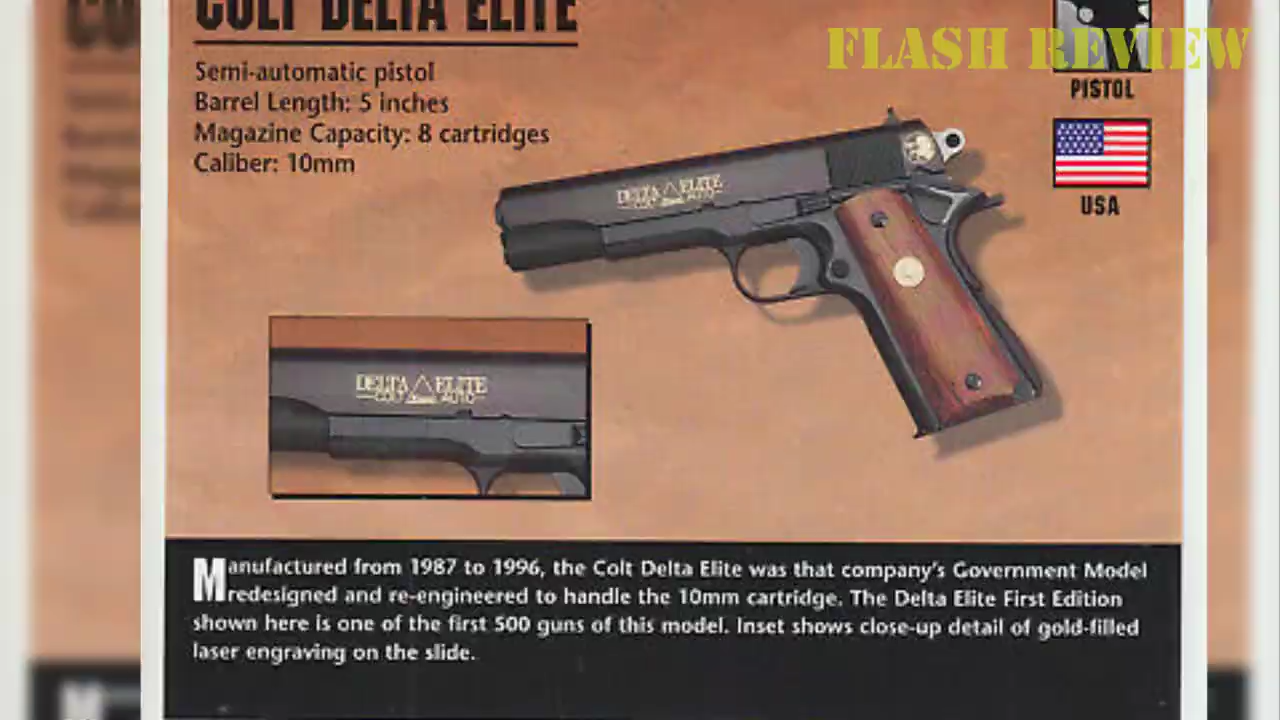 COLT DELTA ELITE
FLASH REVIEW
Semi-automatic pistol
Barrel Length: 5 inches
Magazine Capacity: 8 cartridges
Caliber: 10mm
PISTOL
USA
DELTA ELITE
COLT AUTO
DELTA ELITE
COLT AUTO
Manufactured from 1987 to 1996, the Colt Delta Elite was that company's Government Model
redesigned and re-engineered to handle the 10mm cartridge. The Delta Elite First Edition
shown here is one of the first 500 guns of this model. Inset shows close-up detail of gold-filled
laser engraving on the slide.